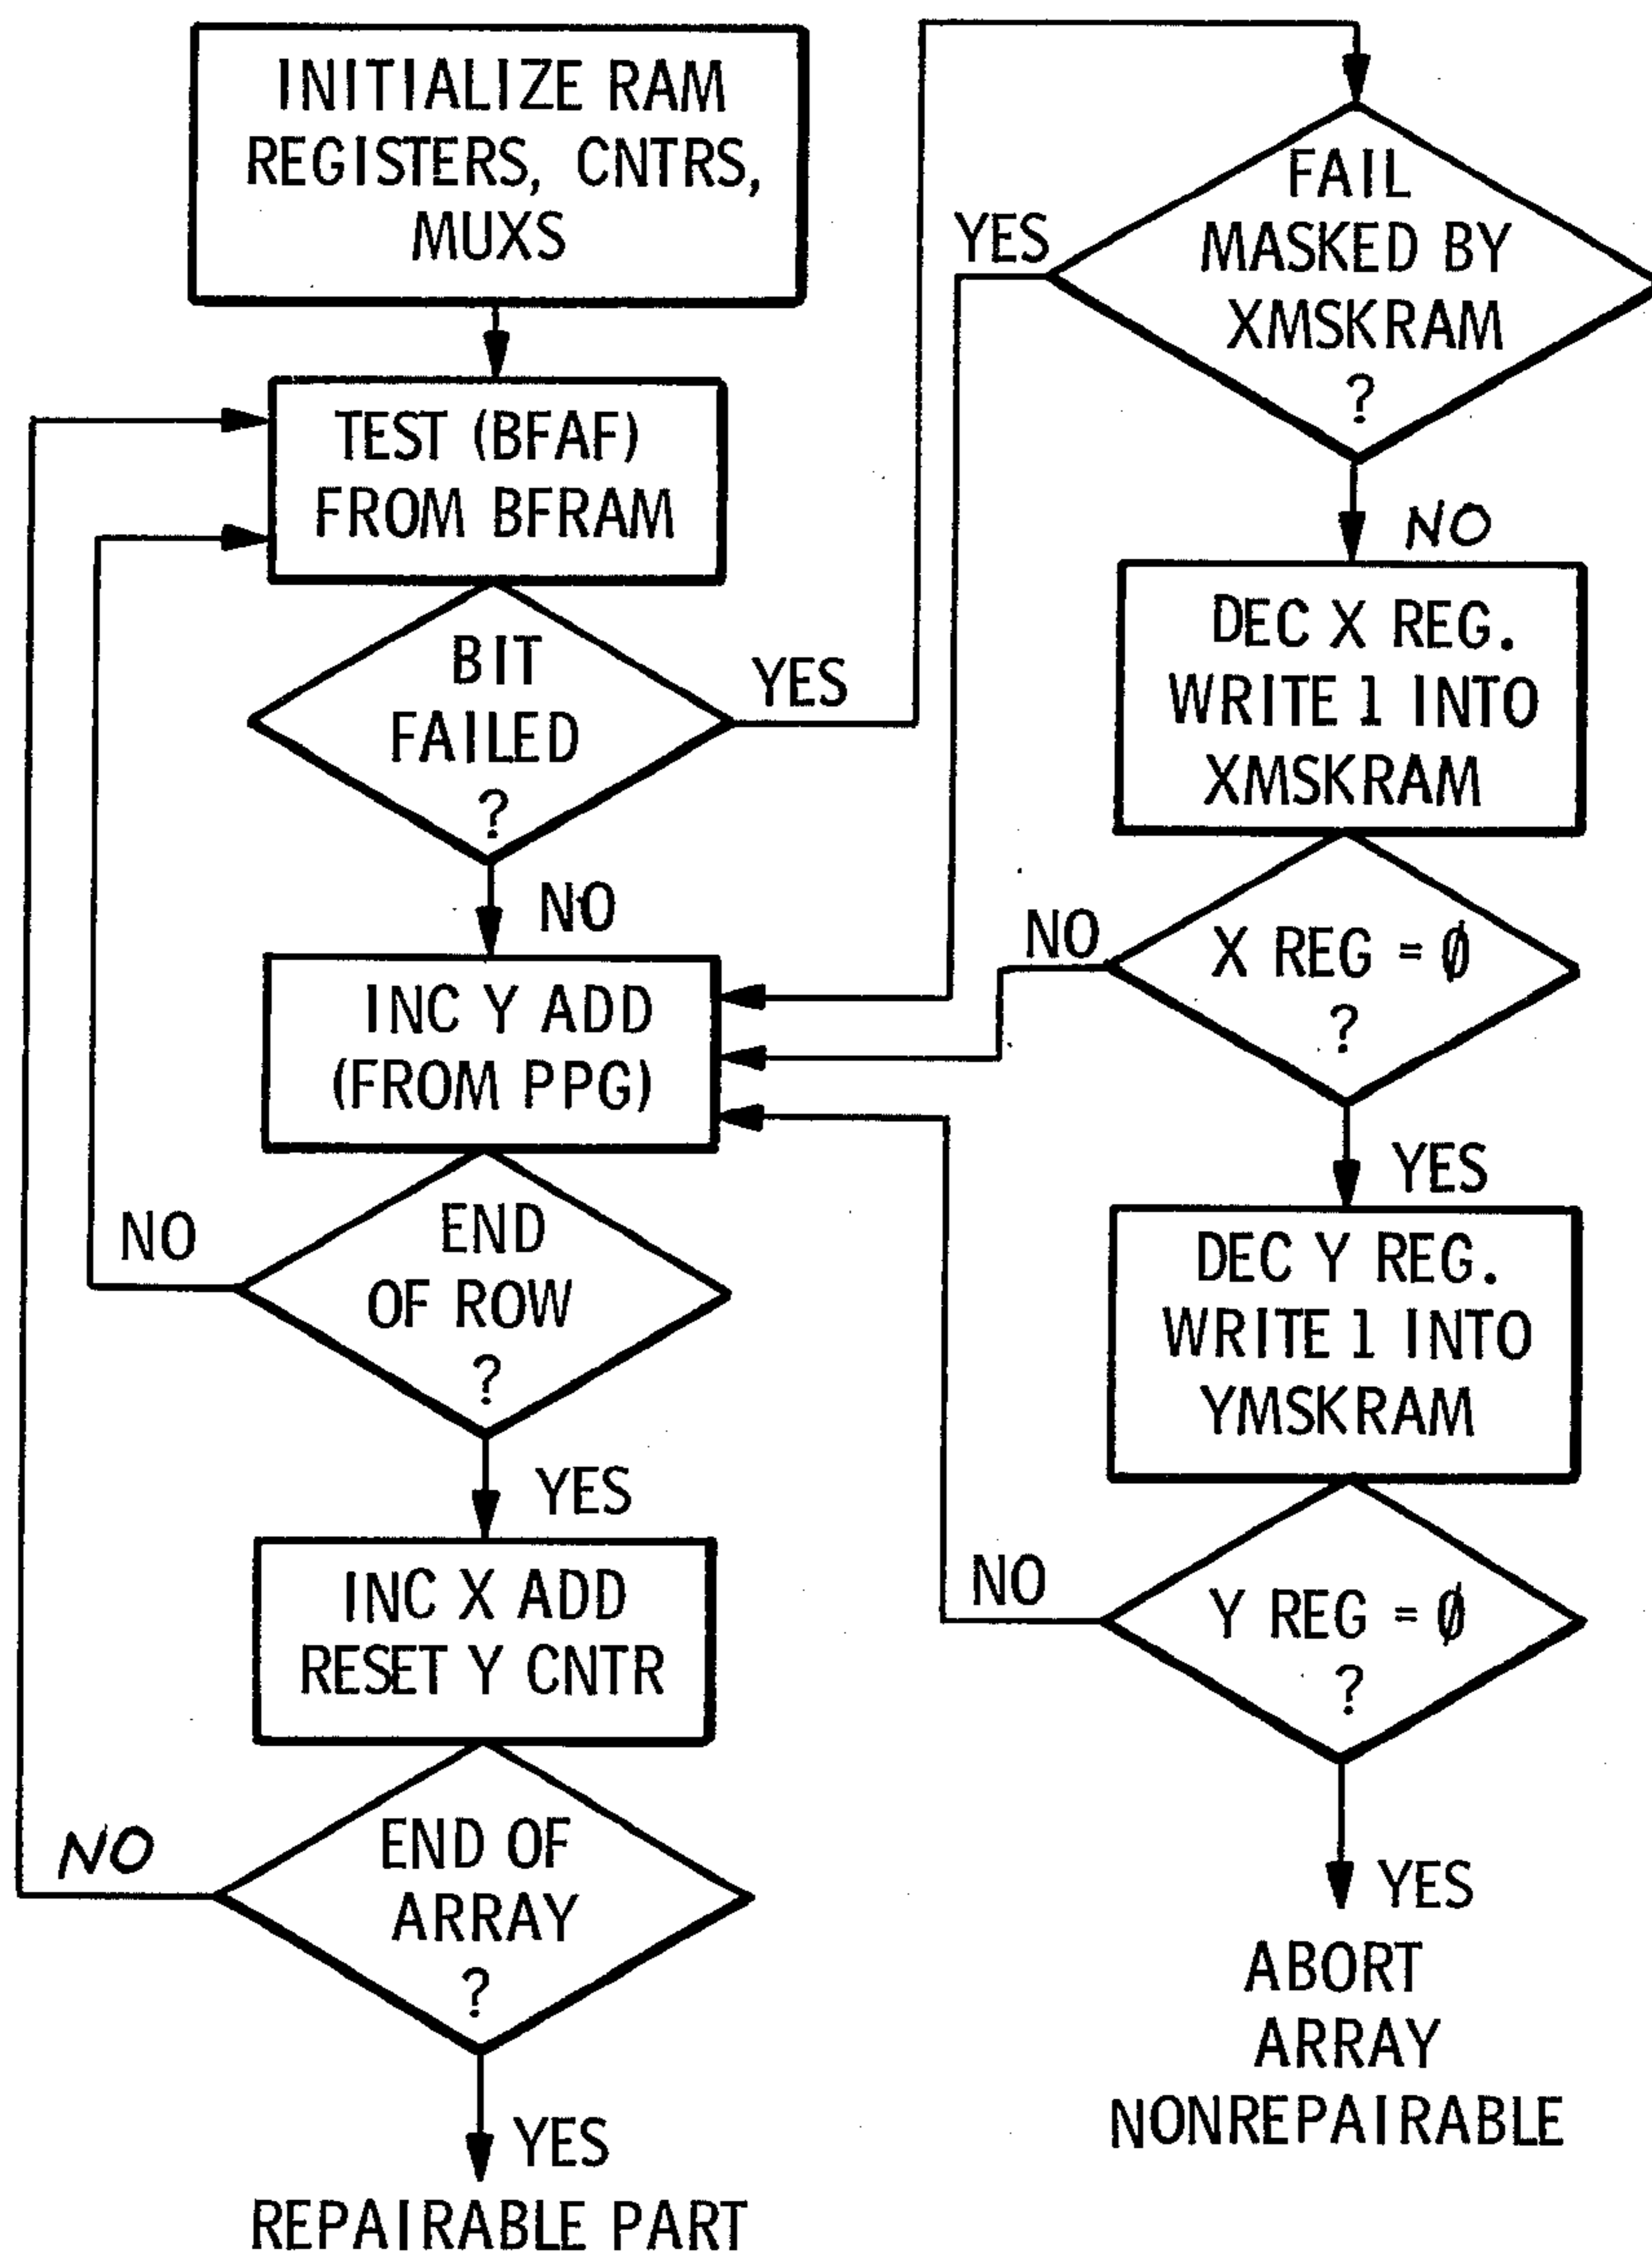 INITIALIZE RAM
REGISTERS, CNTRS,
MUXS
TEST (BFAF)
FROM BFRAM
BIT
FAILED
?
YES
NO
INC Y ADD
(FROM PPG)
END
OF ROW
?
NO
YES
INC X ADD
RESET Y CNTR
END OF
ARRAY
?
NO
YES
REPAIRABLE PART
FAIL
MASKED BY
XMSKRAM
?
YES
NO
DEC X REG.
WRITE 1 INTO
XMSKRAM
X REG = Ø
?
NO
YES
DEC Y REG.
WRITE 1 INTO
YMSKRAM
Y REG = Ø
?
NO
YES
ABORT
ARRAY
NONREPAIRABLE